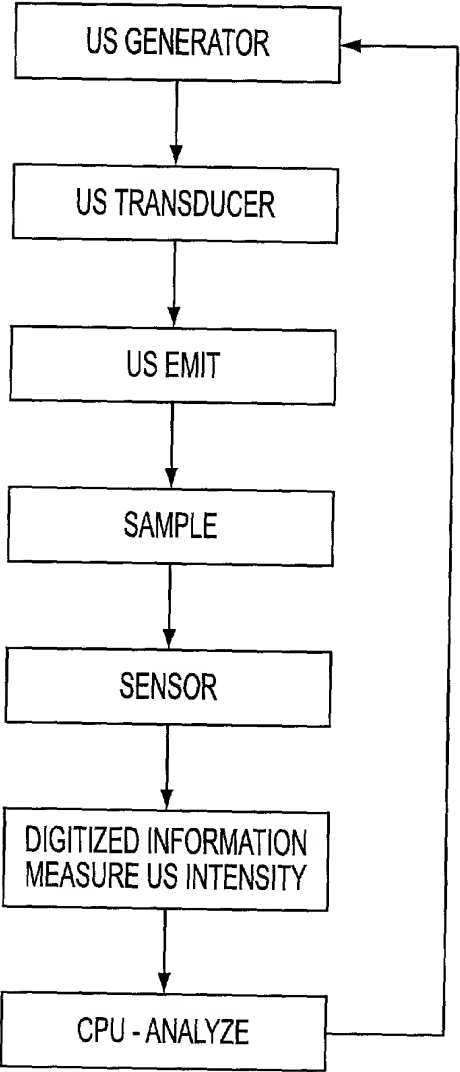 US GENERATOR
US TRANSDUCER
US EMIT
SAMPLE
SENSOR
DIGITIZED INFORMATION
MEASURE US INTENSITY
CPU - ANALYZE